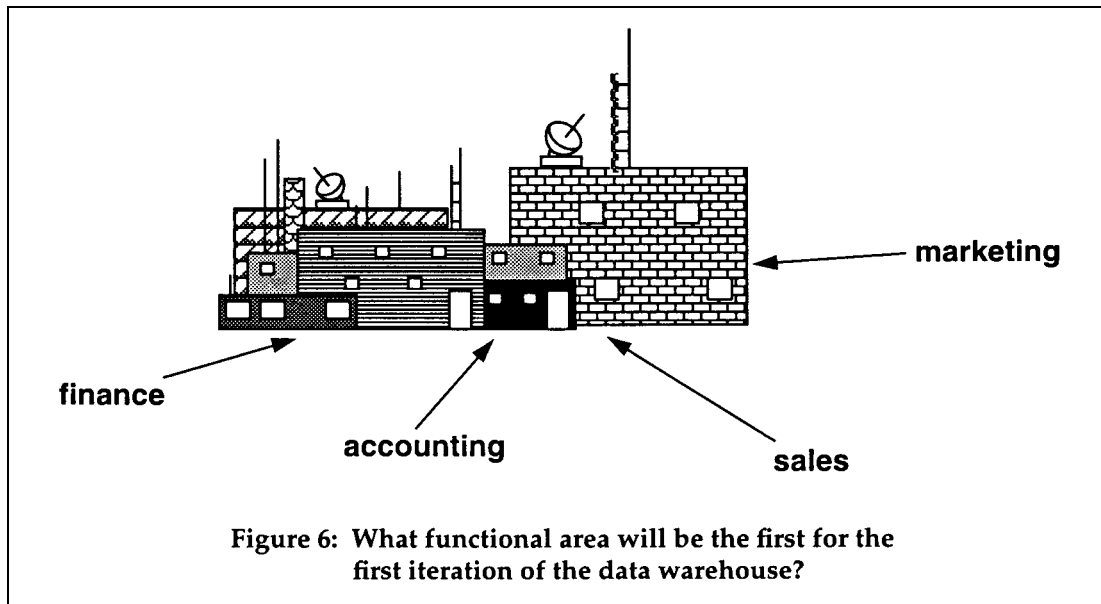 marketing
finance
accounting
sales
Figure 6: What functional area will be the first for the
first iteration of the data warehouse?